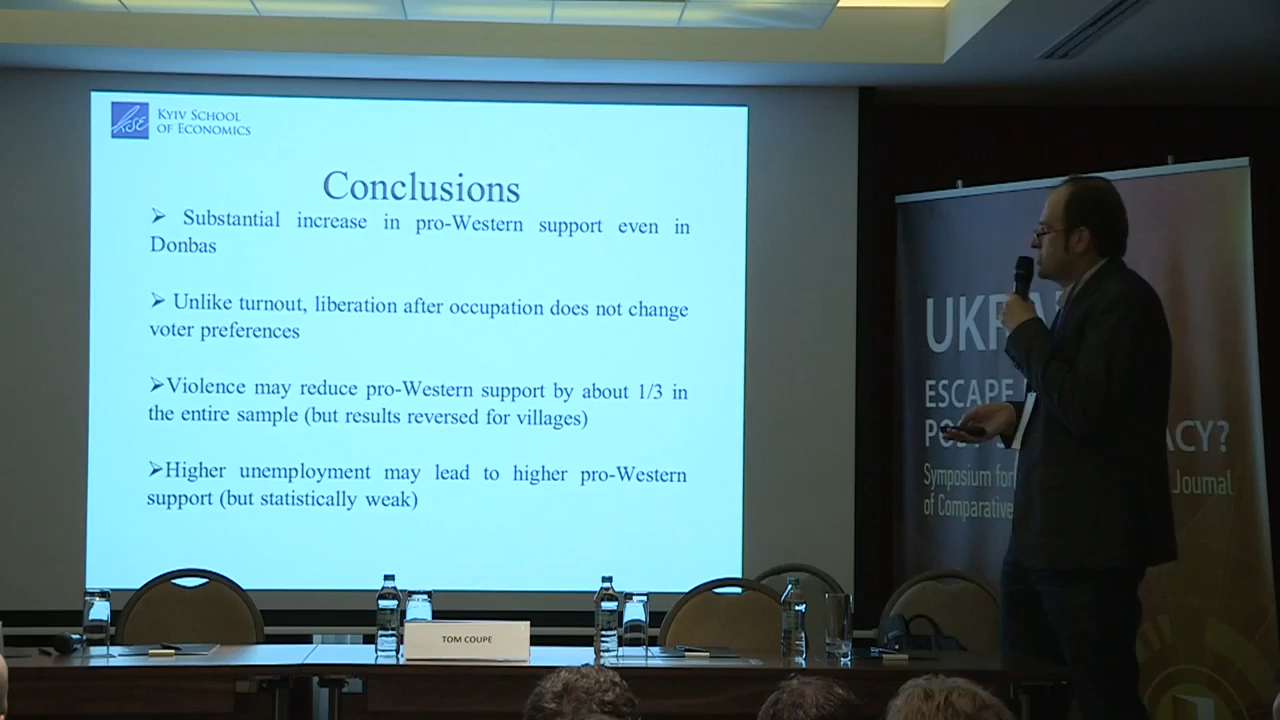 KYIV SCHOOL
OF ECONOMICS
Conclusions
➢ Substantial increase in pro-Western support even in
Donbas
➢ Unlike turnout, liberation after occupation does not change
voter preferences
➢Violence may reduce pro-Western support by about 1/3 in
the entire sample (but results reversed for villages)
➢Higher unemployment may lead to higher pro-Western
support (but statistically weak)
TOM COUPE
ESCAPE
ACY?
Symposium for
Journal
of Comparative